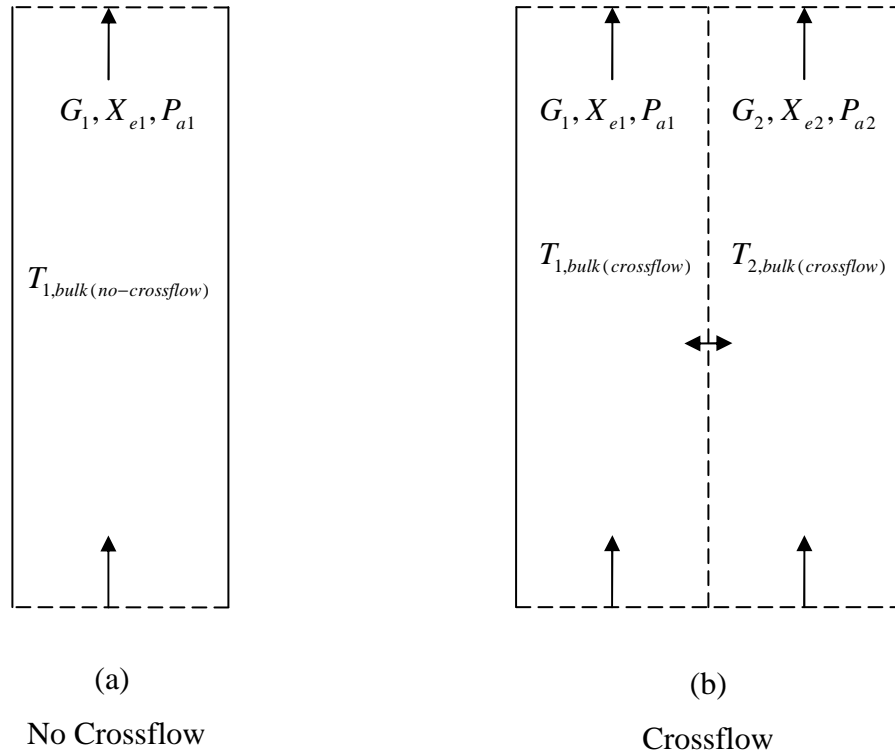 G₁, Xₑ₁, Pₐ₁
T₁,bulk(no−crossflow)
(a)
No Crossflow
G₁, Xₑ₁, Pₐ₁
G₂, Xₑ₂, Pₐ₂
T₁,bulk(crossflow)
T₂,bulk(crossflow)
(b)
Crossflow